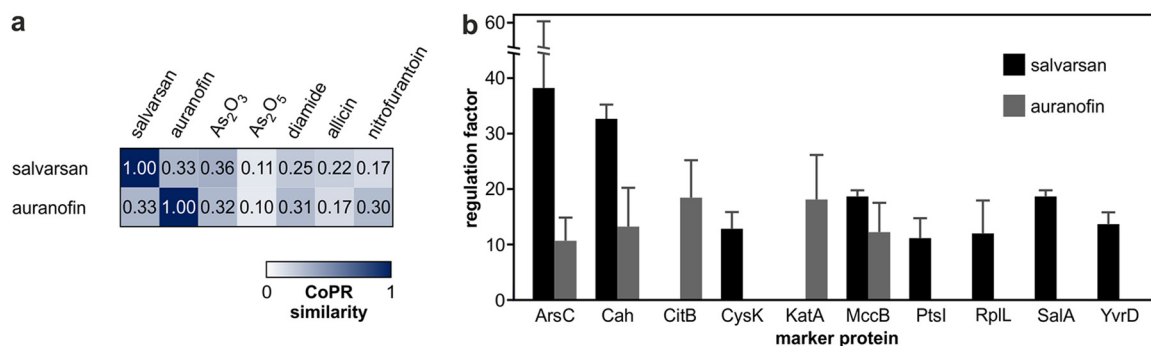 a
salvarsan auranofin As2O3 As2O5 diamide allicin nitrofurantoin
salvarsan 1.00 0.33 0.36 0.11 0.25 0.22 0.17
auranofin 0.33 1.00 0.32 0.10 0.31 0.17 0.30
0 CoPR 1
similarity
b
regulation factor
60
40
30
20
10
0
salvarsan
auranofin
ArsC Cah CitB CysK KatA MccB PtsI RplL SalA YvrD
marker protein